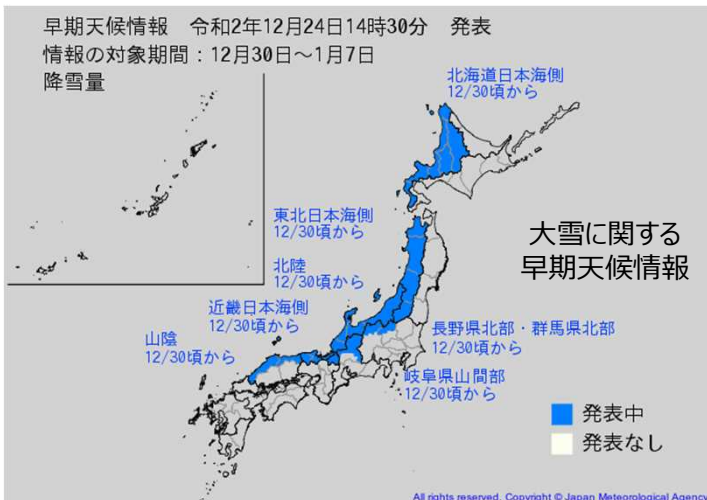 早期天候情報　令和2年12月24日14時30分　発表
情報の対象期間：12月30日～1月7日
降雪量
北海道日本海側
12/30頃から
東北日本海側
12/30頃から
北陸
12/30頃から
近畿日本海側
12/30頃から
山陰
12/30頃から
大雪に関する
早期天候情報
長野県北部・群馬県北部
12/30頃から
岐阜県山間部
12/30頃から
発表中
発表なし
All rights reserved. Copyright © Japan Meteorological Agency